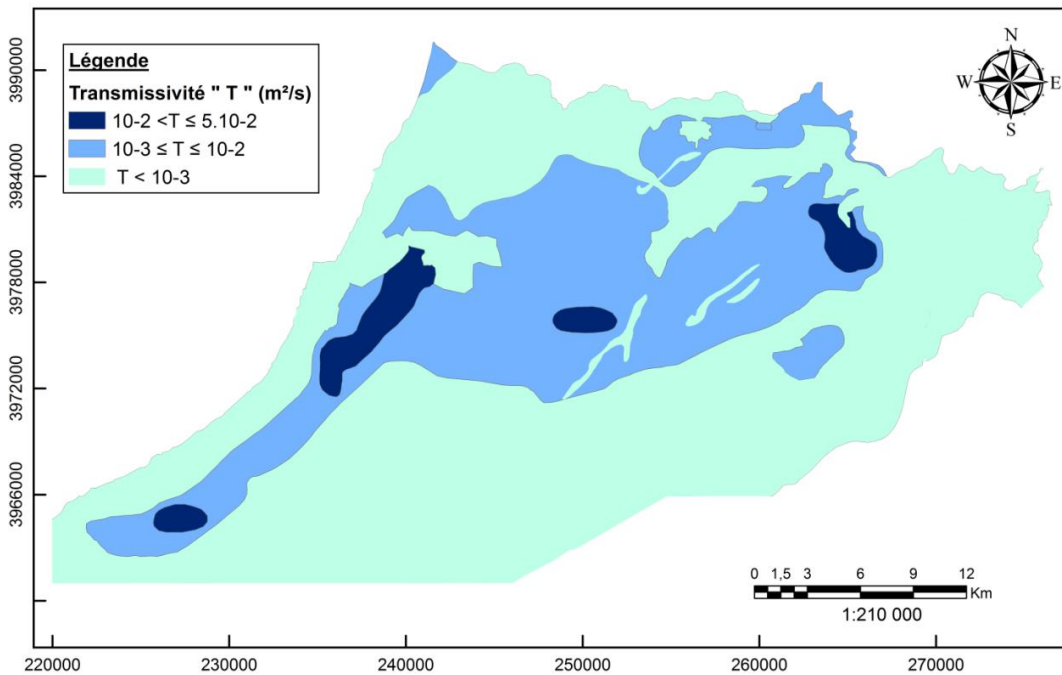 Légende
Transmissivité " T " (m²/s)
10-2 <T ≤ 5.10-2
10-3 ≤ T ≤ 10-2
T < 10-3
N
W E
S
3990000
3984000
3978000
3972000
3966000
0 1,5 3 6 9 12
Km
1:210 000
220000 230000 240000 250000 260000 270000